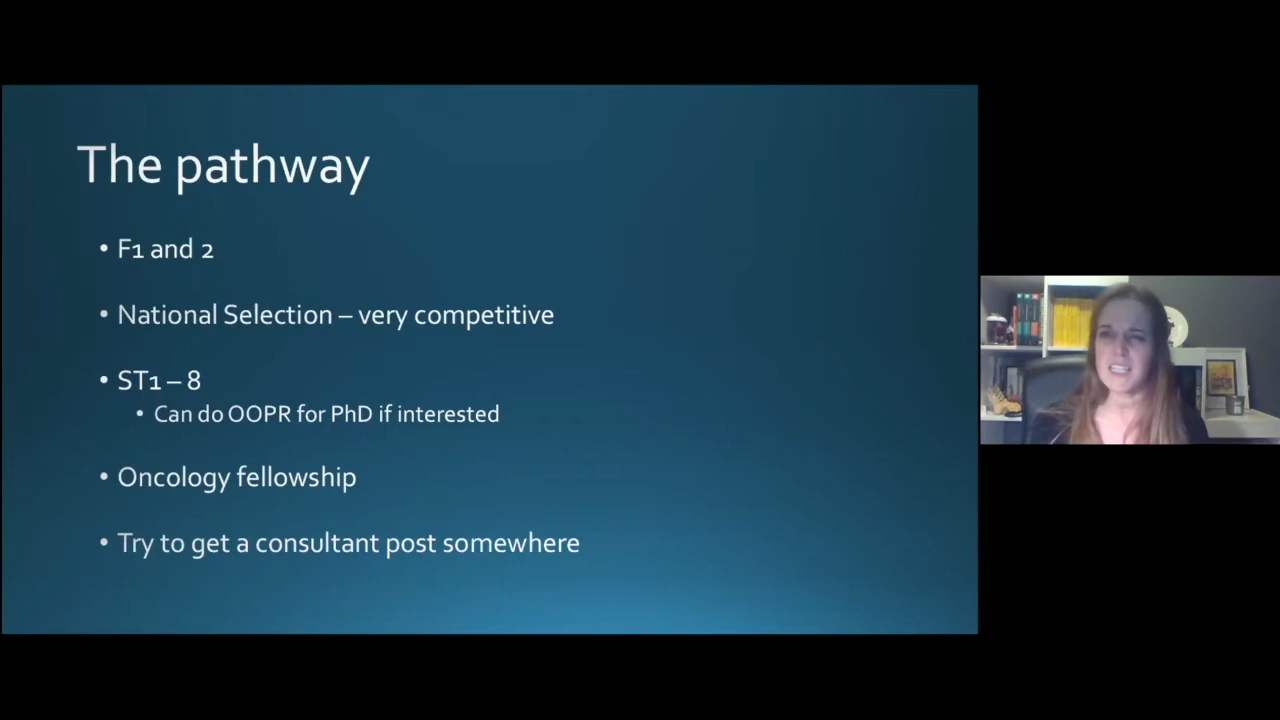 The pathway
• F1 and 2
• National Selection – very competitive
• ST1 – 8
• Can do OOPR for PhD if interested
• Oncology fellowship
• Try to get a consultant post somewhere